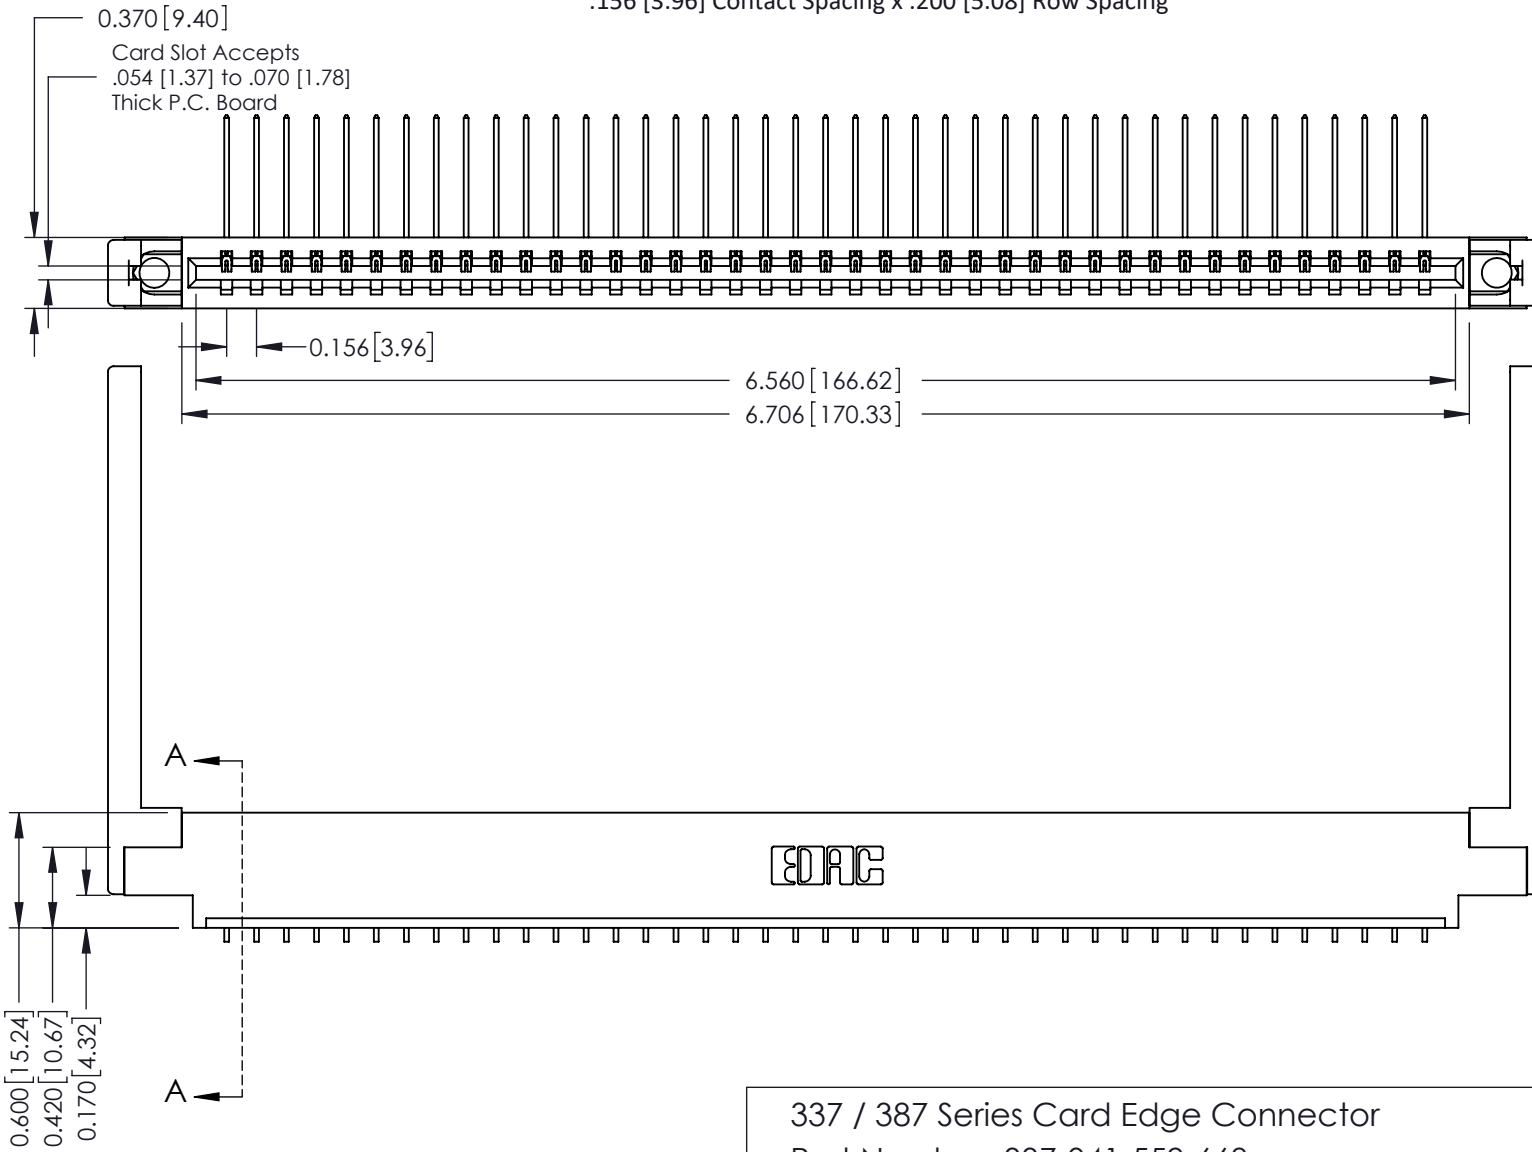 .156 [3.96] Contact Spacing x .200 [5.08] Row Spacing
0.370 [9.40]
Card Slot Accepts
.054 [1.37] to .070 [1.78]
Thick P.C. Board
0.156 [3.96]
6.560 [166.62]
6.706 [170.33]
A
EDAC
0.600 [15.24]
0.420 [10.67]
0.170 [4.32]
A
337 / 387 Series Card Edge Connector